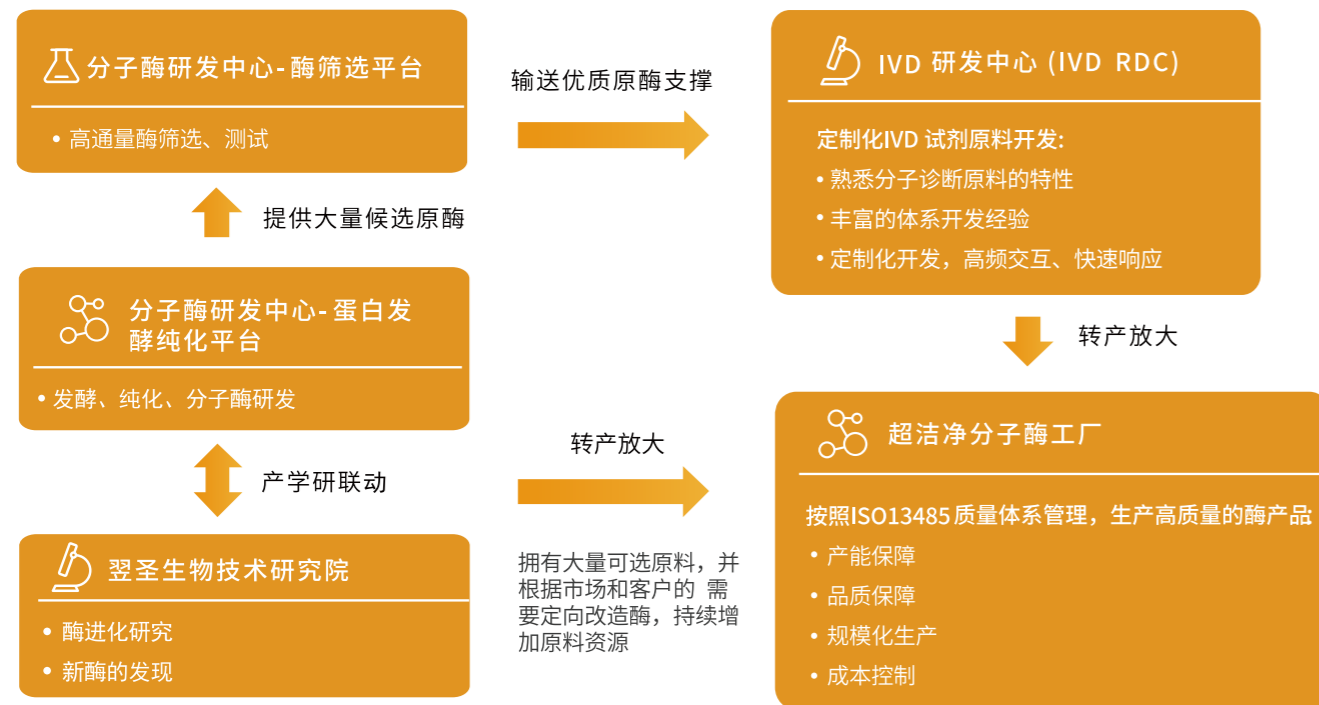 分子酶研发中心-酶筛选平台
• 高通量酶筛选、测试
输送优质原酶支撑
IVD 研发中心 (IVD RDC)
定制化IVD 试剂原料开发:
• 熟悉分子诊断原料的特性
• 丰富的体系开发经验
• 定制化开发，高频交互、快速响应
提供大量候选原酶
分子酶研发中心-蛋白发
酵纯化平台
• 发酵、纯化、分子酶研发
转产放大
产学研联动
转产放大
拥有大量可选原料，并
根据市场和客户的 需
要定向改造酶，持续增
加原料资源
翌圣生物技术研究院
• 酶进化研究
• 新酶的发现
超洁净分子酶工厂
按照ISO13485 质量体系管理，生产高质量的酶产品:
• 产能保障
• 品质保障
• 规模化生产
• 成本控制